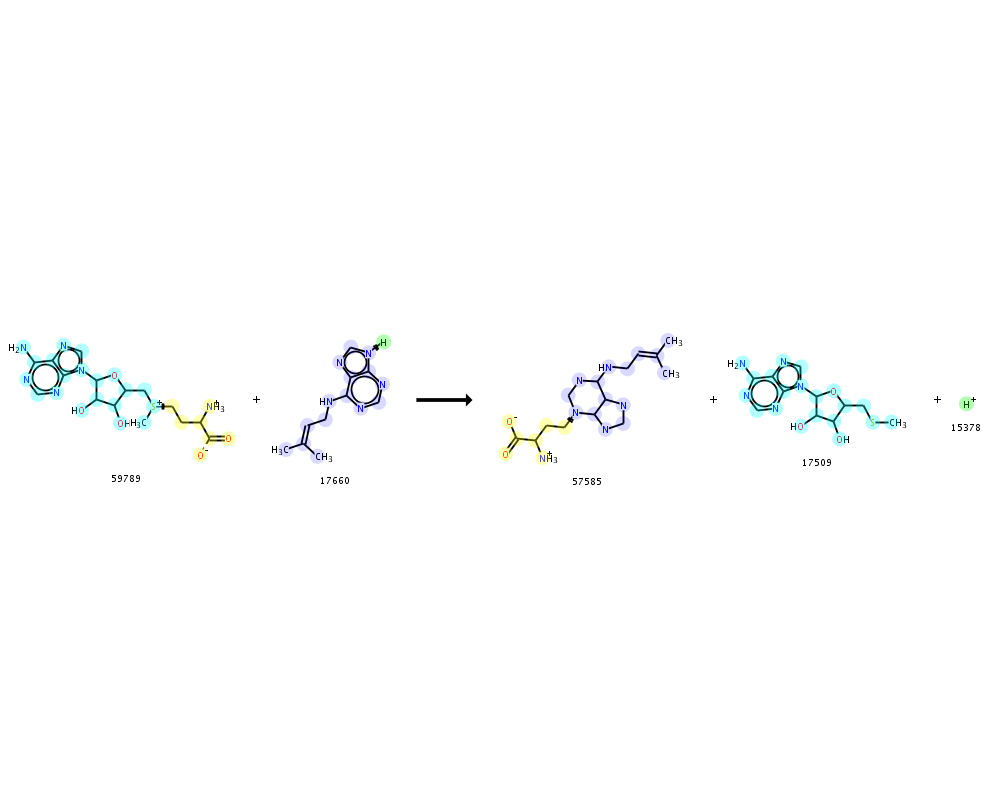 H2N N N N N O HO OH H3C S+ NH3+ O O-
59789
+
H N N N N HN H3C CH3
17660
O- O NH3+ N N N N HN CH3 CH3
57585
+
H2N N N N N O HO OH S CH3
17509
+
H+
15378